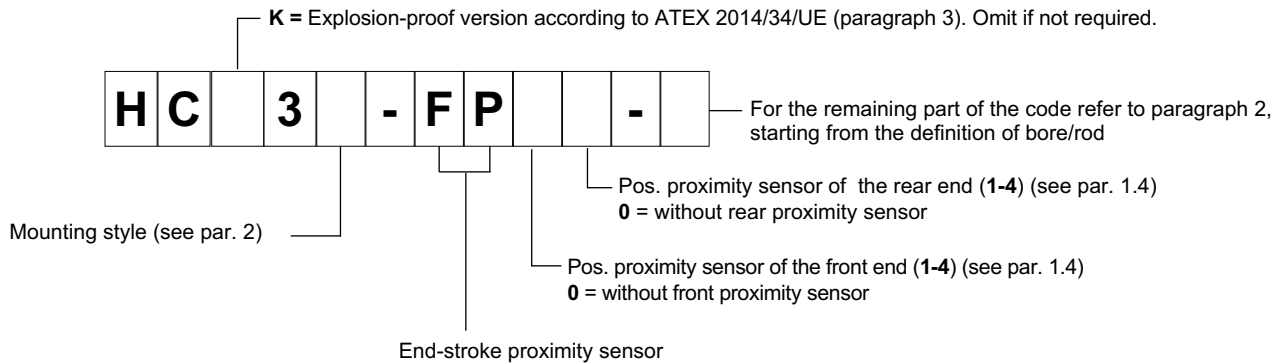 K = Explosion-proof version according to ATEX 2014/34/UE (paragraph 3). Omit if not required.
H C 3 - F P -
For the remaining part of the code refer to paragraph 2,
starting from the definition of bore/rod
Pos. proximity sensor of the rear end (1-4) (see par. 1.4)
0 = without rear proximity sensor
Mounting style (see par. 2)
Pos. proximity sensor of the front end (1-4) (see par. 1.4)
0 = without front proximity sensor
End-stroke proximity sensor